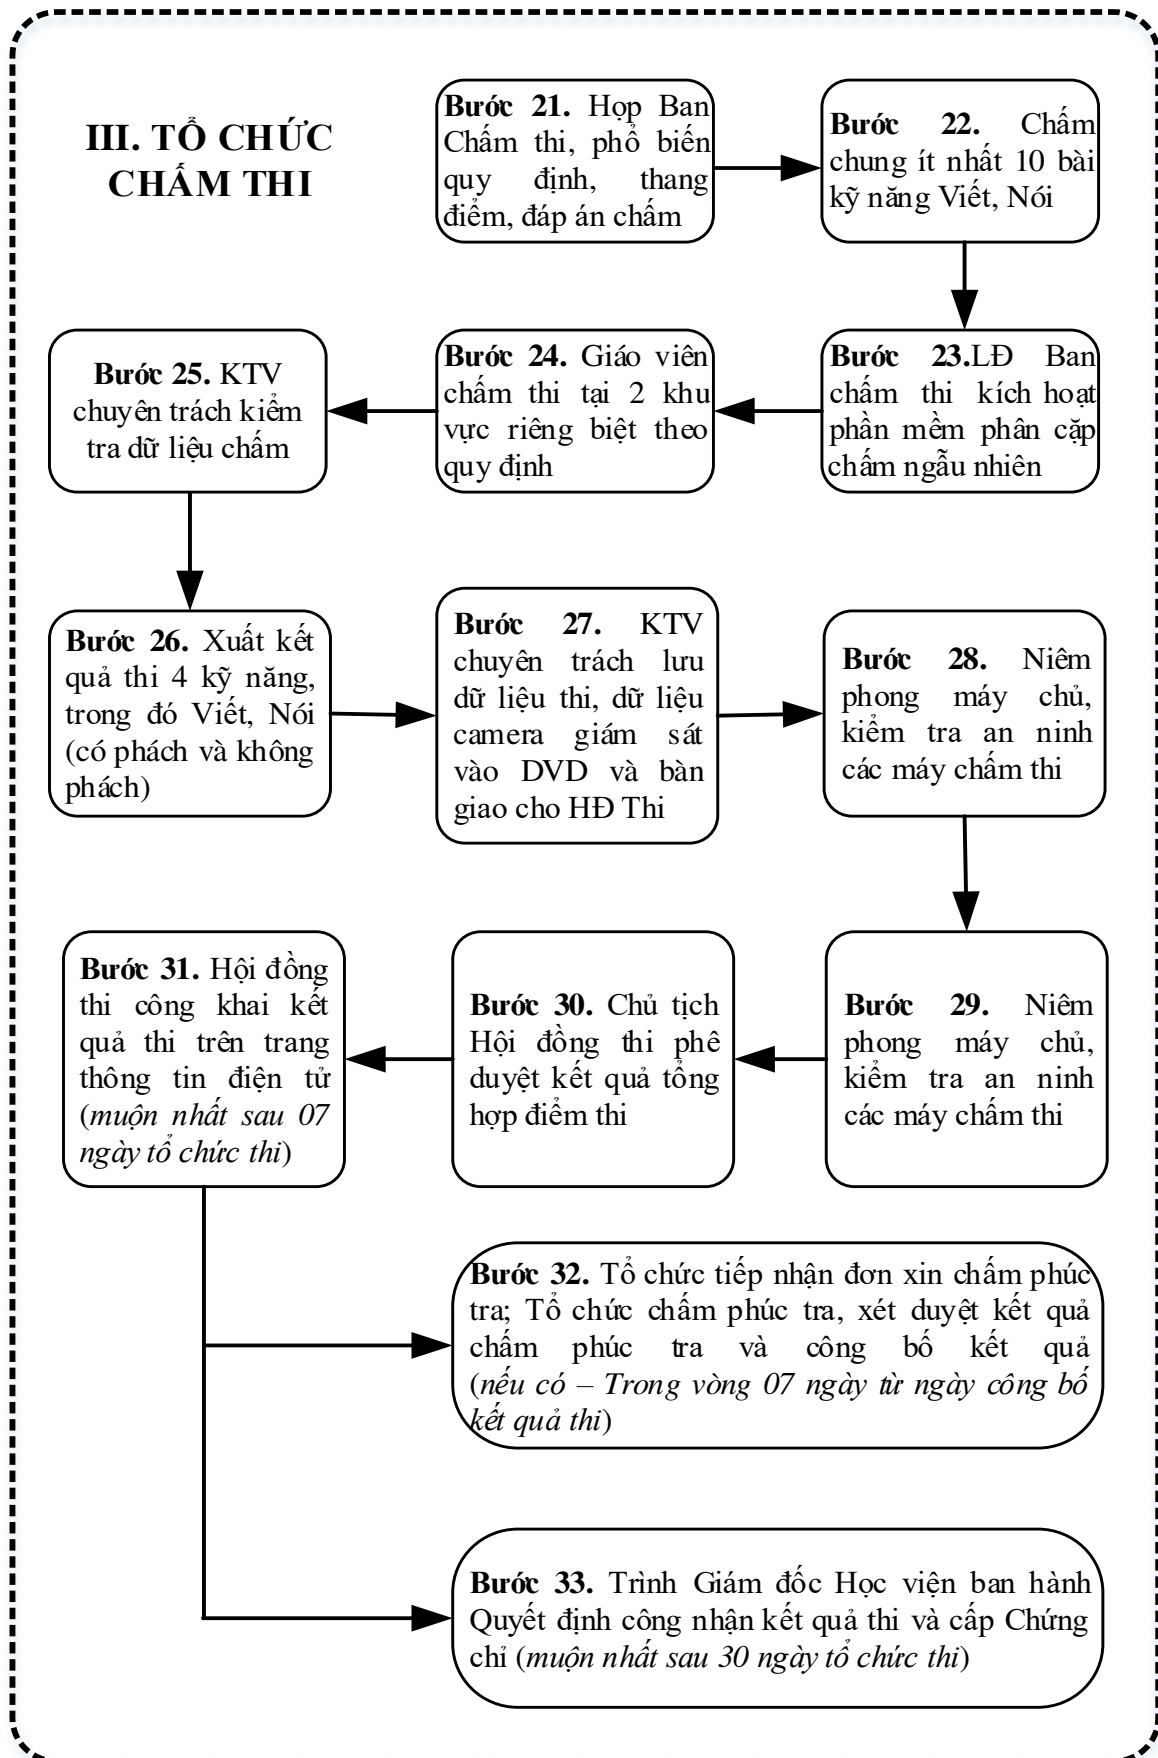 III. TỔ CHỨC
CHẤM THI
Bước 21. Họp Ban
Chấm thi, phổ biến
quy định, thang
điểm, đáp án chấm
Bước 22. Chấm
chung ít nhất 10 bài
kỹ năng Viết, Nói
Bước 23.LĐ Ban
chấm thi kích hoạt
phần mềm phân cặp
chấm ngẫu nhiên
Bước 24. Giáo viên
chấm thi tại 2 khu
vực riêng biệt theo
quy định
Bước 25. KTV
chuyên trách kiểm
tra dữ liệu chấm
Bước 26. Xuất kết
quả thi 4 kỹ năng,
trong đó Viết, Nói
(có phách và không
phách)
Bước 27. KTV
chuyên trách lưu
dữ liệu thi, dữ liệu
camera giám sát
vào DVD và bàn
giao cho HĐ Thi
Bước 28. Niêm
phong máy chủ,
kiểm tra an ninh
các máy chấm thi
Bước 29. Niêm
phong máy chủ,
kiểm tra an ninh
các máy chấm thi
Bước 30. Chủ tịch
Hội đồng thi phê
duyệt kết quả tổng
hợp điểm thi
Bước 31. Hội đồng
thi công khai kết
quả thi trên trang
thông tin điện tử
(muộn nhất sau 07
ngày tổ chức thi)
Bước 32. Tổ chức tiếp nhận đơn xin chấm phúc
tra; Tổ chức chấm phúc tra, xét duyệt kết quả
chấm phúc tra và công bố kết quả
(nếu có – Trong vòng 07 ngày từ ngày công bố
kết quả thi)
Bước 33. Trình Giám đốc Học viện ban hành
Quyết định công nhận kết quả thi và cấp Chứng
chỉ (muộn nhất sau 30 ngày tổ chức thi)